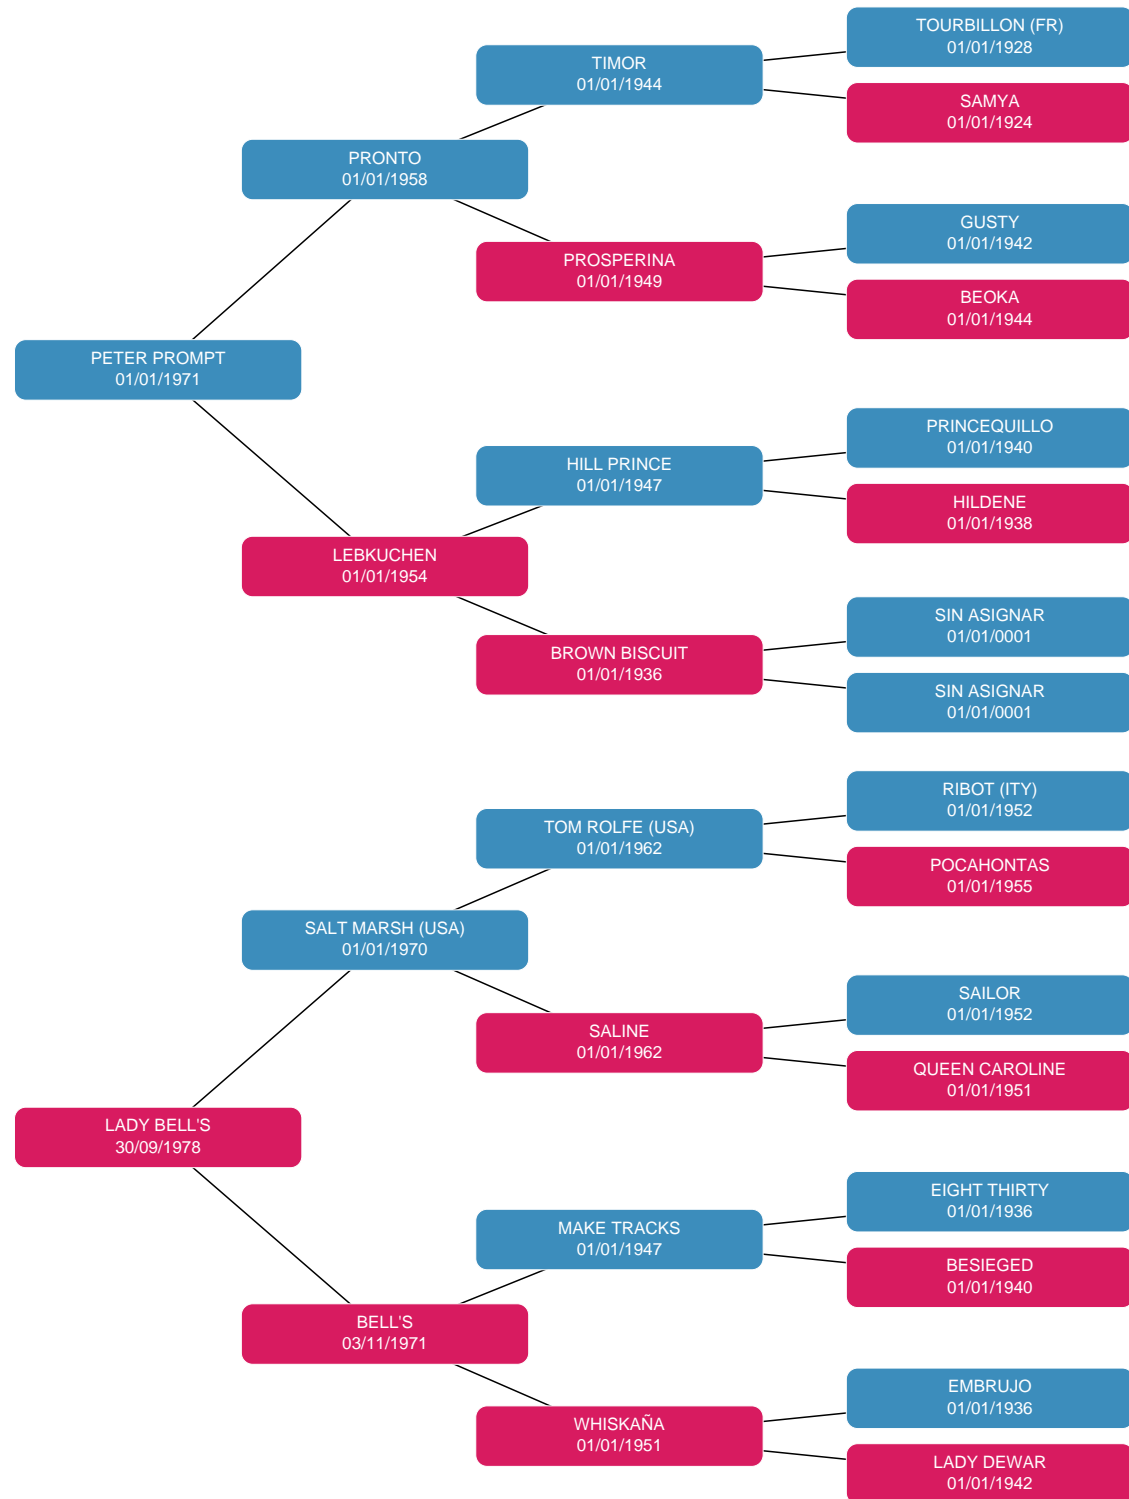 TOURBILLON (FR)
01/01/1928
TIMOR
01/01/1944
SAMYA
01/01/1924
PRONTO
01/01/1958
GUSTY
01/01/1942
PROSPERINA
01/01/1949
BEOKA
01/01/1944
PETER PROMPT
01/01/1971
PRINCEQUILLO
01/01/1940
HILL PRINCE
01/01/1947
HILDENE
01/01/1938
LEBKUCHEN
01/01/1954
SIN ASIGNAR
01/01/0001
BROWN BISCUIT
01/01/1936
SIN ASIGNAR
01/01/0001
RIBOT (ITY)
01/01/1952
TOM ROLFE (USA)
01/01/1962
POCAHONTAS
01/01/1955
SALT MARSH (USA)
01/01/1970
SAILOR
01/01/1952
SALINE
01/01/1962
QUEEN CAROLINE
01/01/1951
LADY BELL'S
30/09/1978
EIGHT THIRTY
01/01/1936
MAKE TRACKS
01/01/1947
BESIEGED
01/01/1940
BELL'S
03/11/1971
EMBRUJO
01/01/1936
WHISKAÑA
01/01/1951
LADY DEWAR
01/01/1942